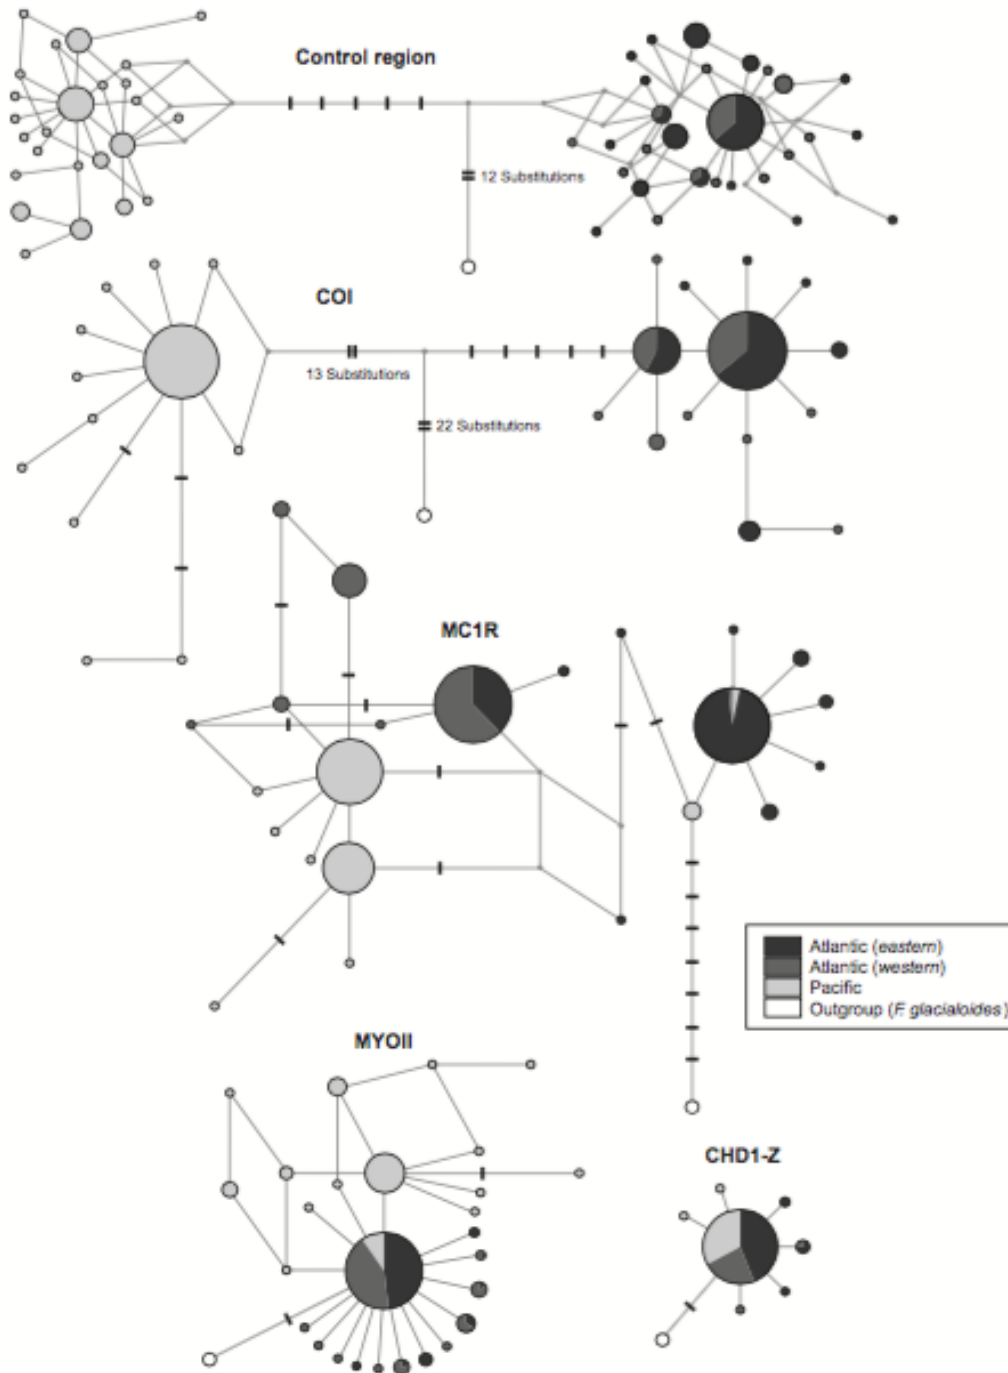 Control region
12 Substitutions
COI
13 Substitutions
22 Substitutions
MC1R
Atlantic (eastern)
Atlantic (western)
Pacific
Outgroup (F. glacialoides)
MYOII
CHD1-Z